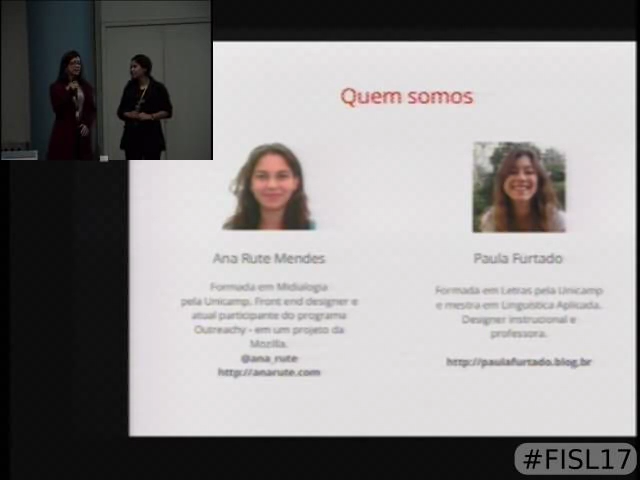 Quem somos
Ana Rute Mendes
Formada em Midialogia
pela Unicamp. Front end designer e
atual participante do programa
Outreachy - em um projeto da
Mozilla.
@ana_rute
http://anarute.com
Paula Furtado
Formada em Letras pela Unicamp
e mestra em Linguística Aplicada.
Designer instrucional e
professora.
http://paulafurtado.blog.br
#FISL17